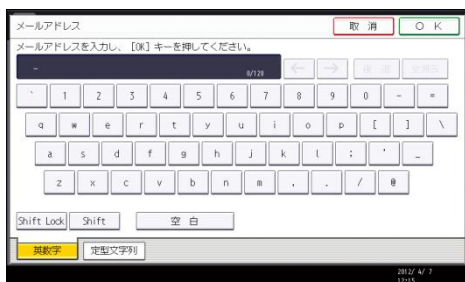 メールアドレス 取 消 O K
メールアドレスを入力し、[OK] キーを押してください。
0/128 ← →
` 1 2 3 4 5 6 7 8 9 0 - =
q w e r t y u i o p [ ] \
a s d f g h j k l ; ' _
z x c v b n m , . / @
Shift Lock Shift 空 白
英数字 定型文字列
2012/ 4/ 7
12:15